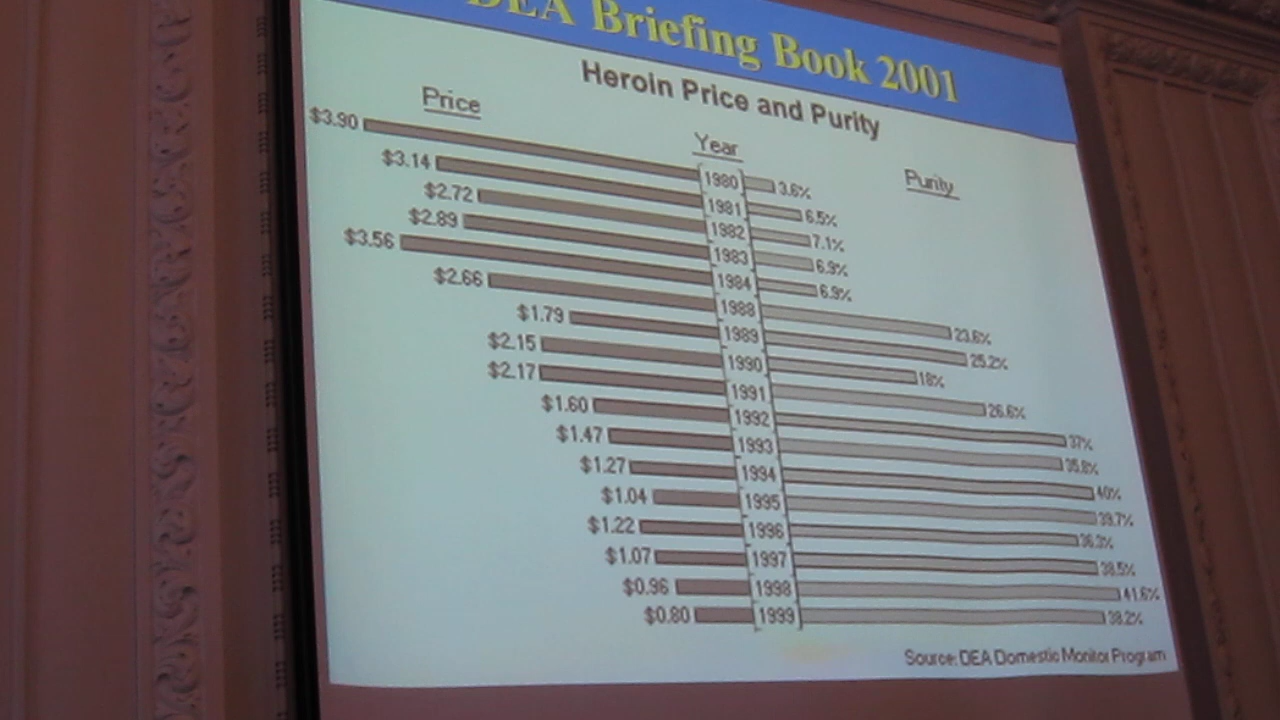 DEA Briefing Book 2001
Heroin Price and Purity
Price
Year
Purity
$3.90 1980 3.6%
$3.14 1981 6.5%
$2.72 1982 7.1%
$2.89 1983 6.9%
$3.56 1984 6.9%
$2.66 1988 23.6%
$1.79 1989 25.2%
$2.15 1990 18%
$2.17 1991 26.6%
$1.60 1992 37%
$1.47 1993 35.8%
$1.27 1994 40%
$1.04 1995 39.7%
$1.22 1996 36.3%
$1.07 1997 38.5%
$0.96 1998 41.6%
$0.80 1999 38.2%
Source: DEA Domestic Monitor Program